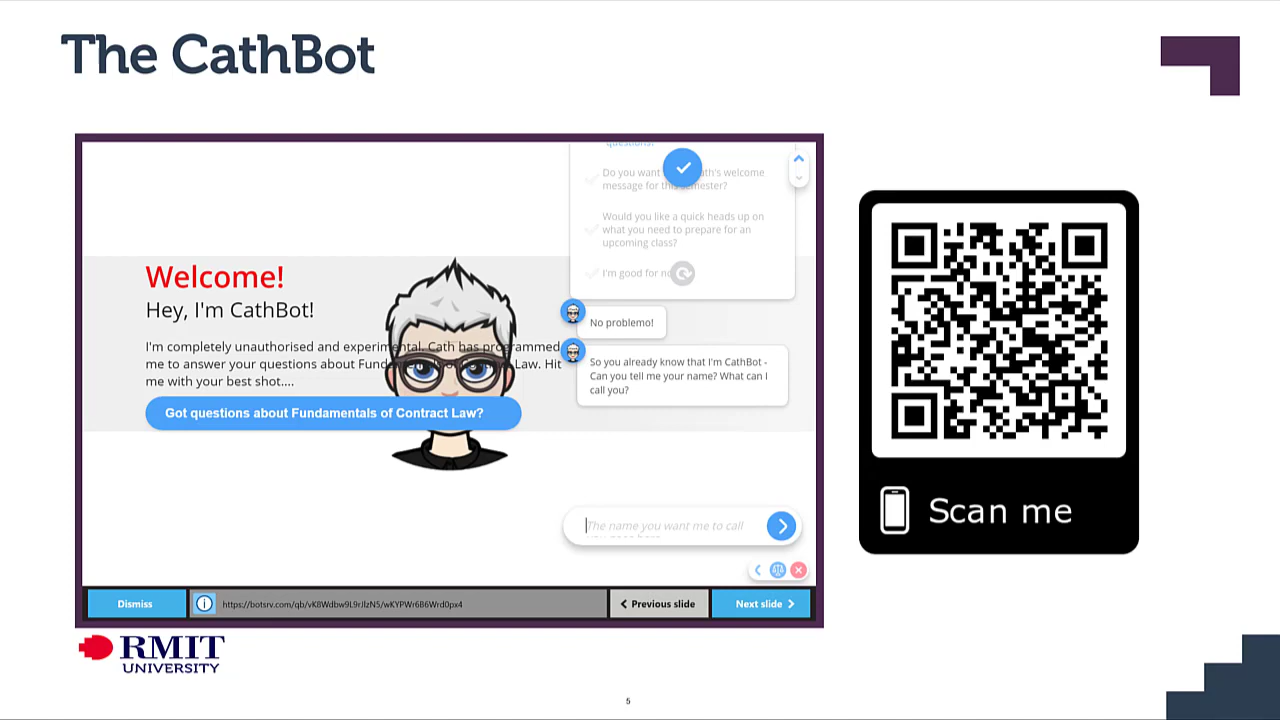 The CathBot
questions!
Do you want
ath's welcome
message for this semester?
Would you like a quick heads up on
what you need to prepare for an
upcoming class?
I'm good for no
Welcome!
Hey, I'm CathBot!
I'm completely unauthorised and experimental. Cath has programmed
me to answer your questions about Fundamentals of Contract Law. Hit
me with your best shot....
Got questions about Fundamentals of Contract Law?
No problemo!
So you already know that I'm CathBot -
Can you tell me your name? What can I
call you?
The name you want me to call
Dismiss
https://botsrv.com/qb/vK8Wdbw9L9rJlzN5/wKYPWr6B6Wrd0px4
Previous slide
Next slide
Scan me
RMIT
UNIVERSITY
5